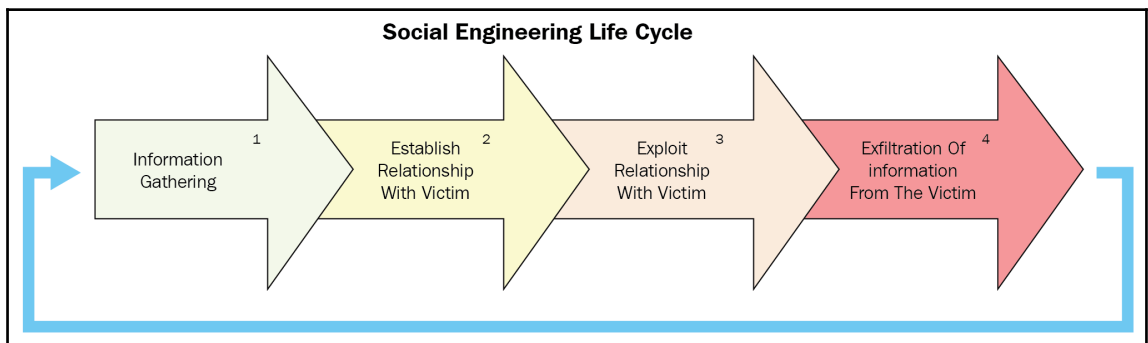 Social Engineering Life Cycle
1
Information
Gathering
2
Establish
Relationship
With Victim
3
Exploit
Relationship
With Victim
4
Exfiltration Of
information
From The Victim